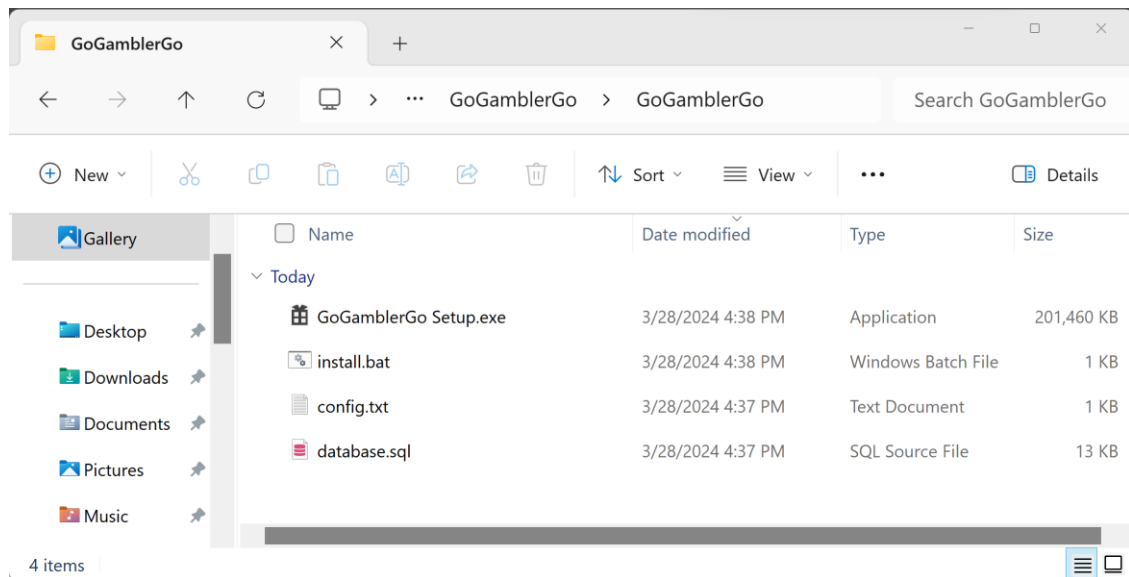 GoGamblerGo
GoGamblerGo GoGamblerGo Search GoGamblerGo
New Sort View Details
Gallery
Name Date modified Type Size
Today
GoGamblerGo Setup.exe 3/28/2024 4:38 PM Application 201,460 KB
Desktop
install.bat 3/28/2024 4:38 PM Windows Batch File 1 KB
Downloads
config.txt 3/28/2024 4:37 PM Text Document 1 KB
Documents
database.sql 3/28/2024 4:37 PM SQL Source File 13 KB
Pictures
Music
4 items